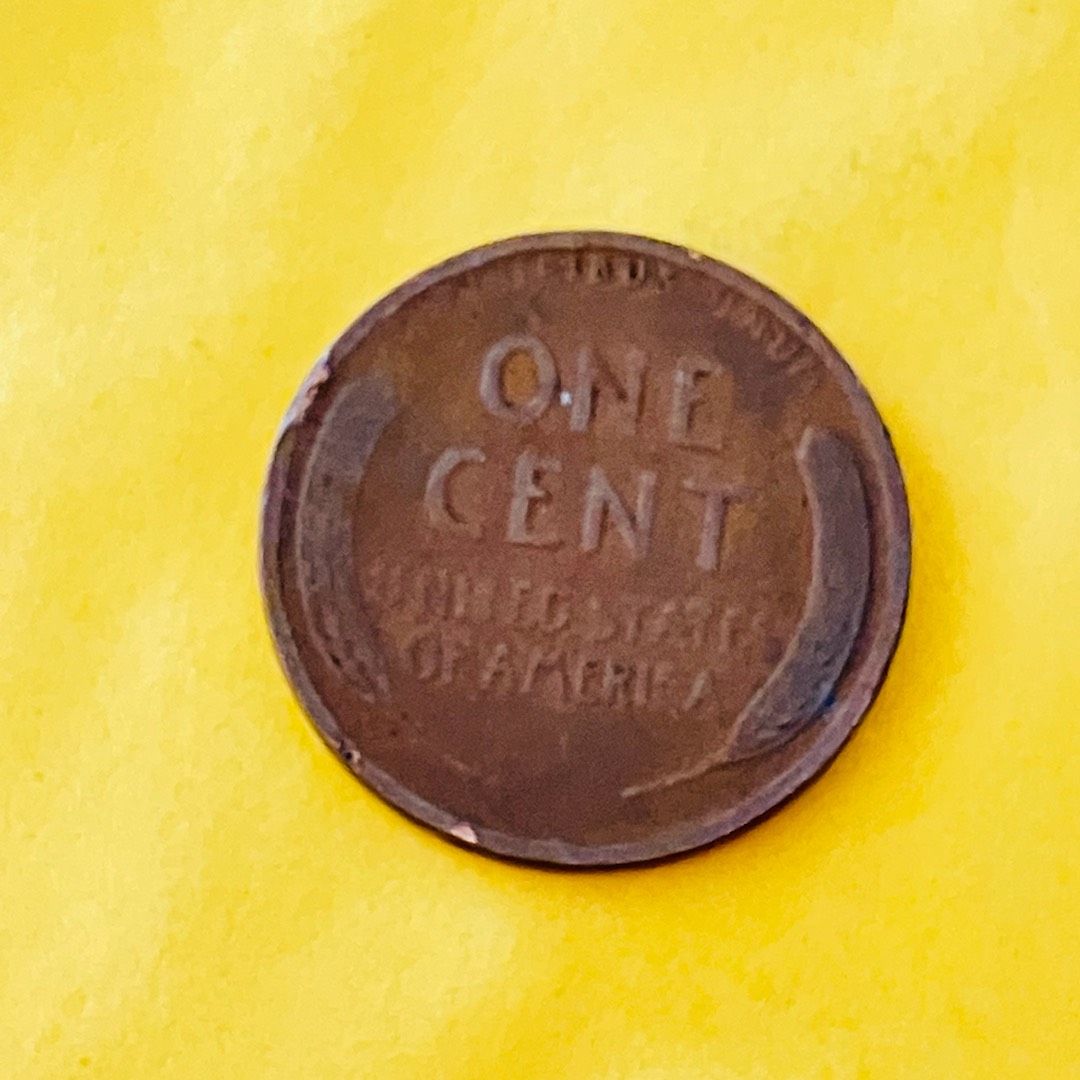 ONE
CENT
UNITED STATES
OF AMERICA